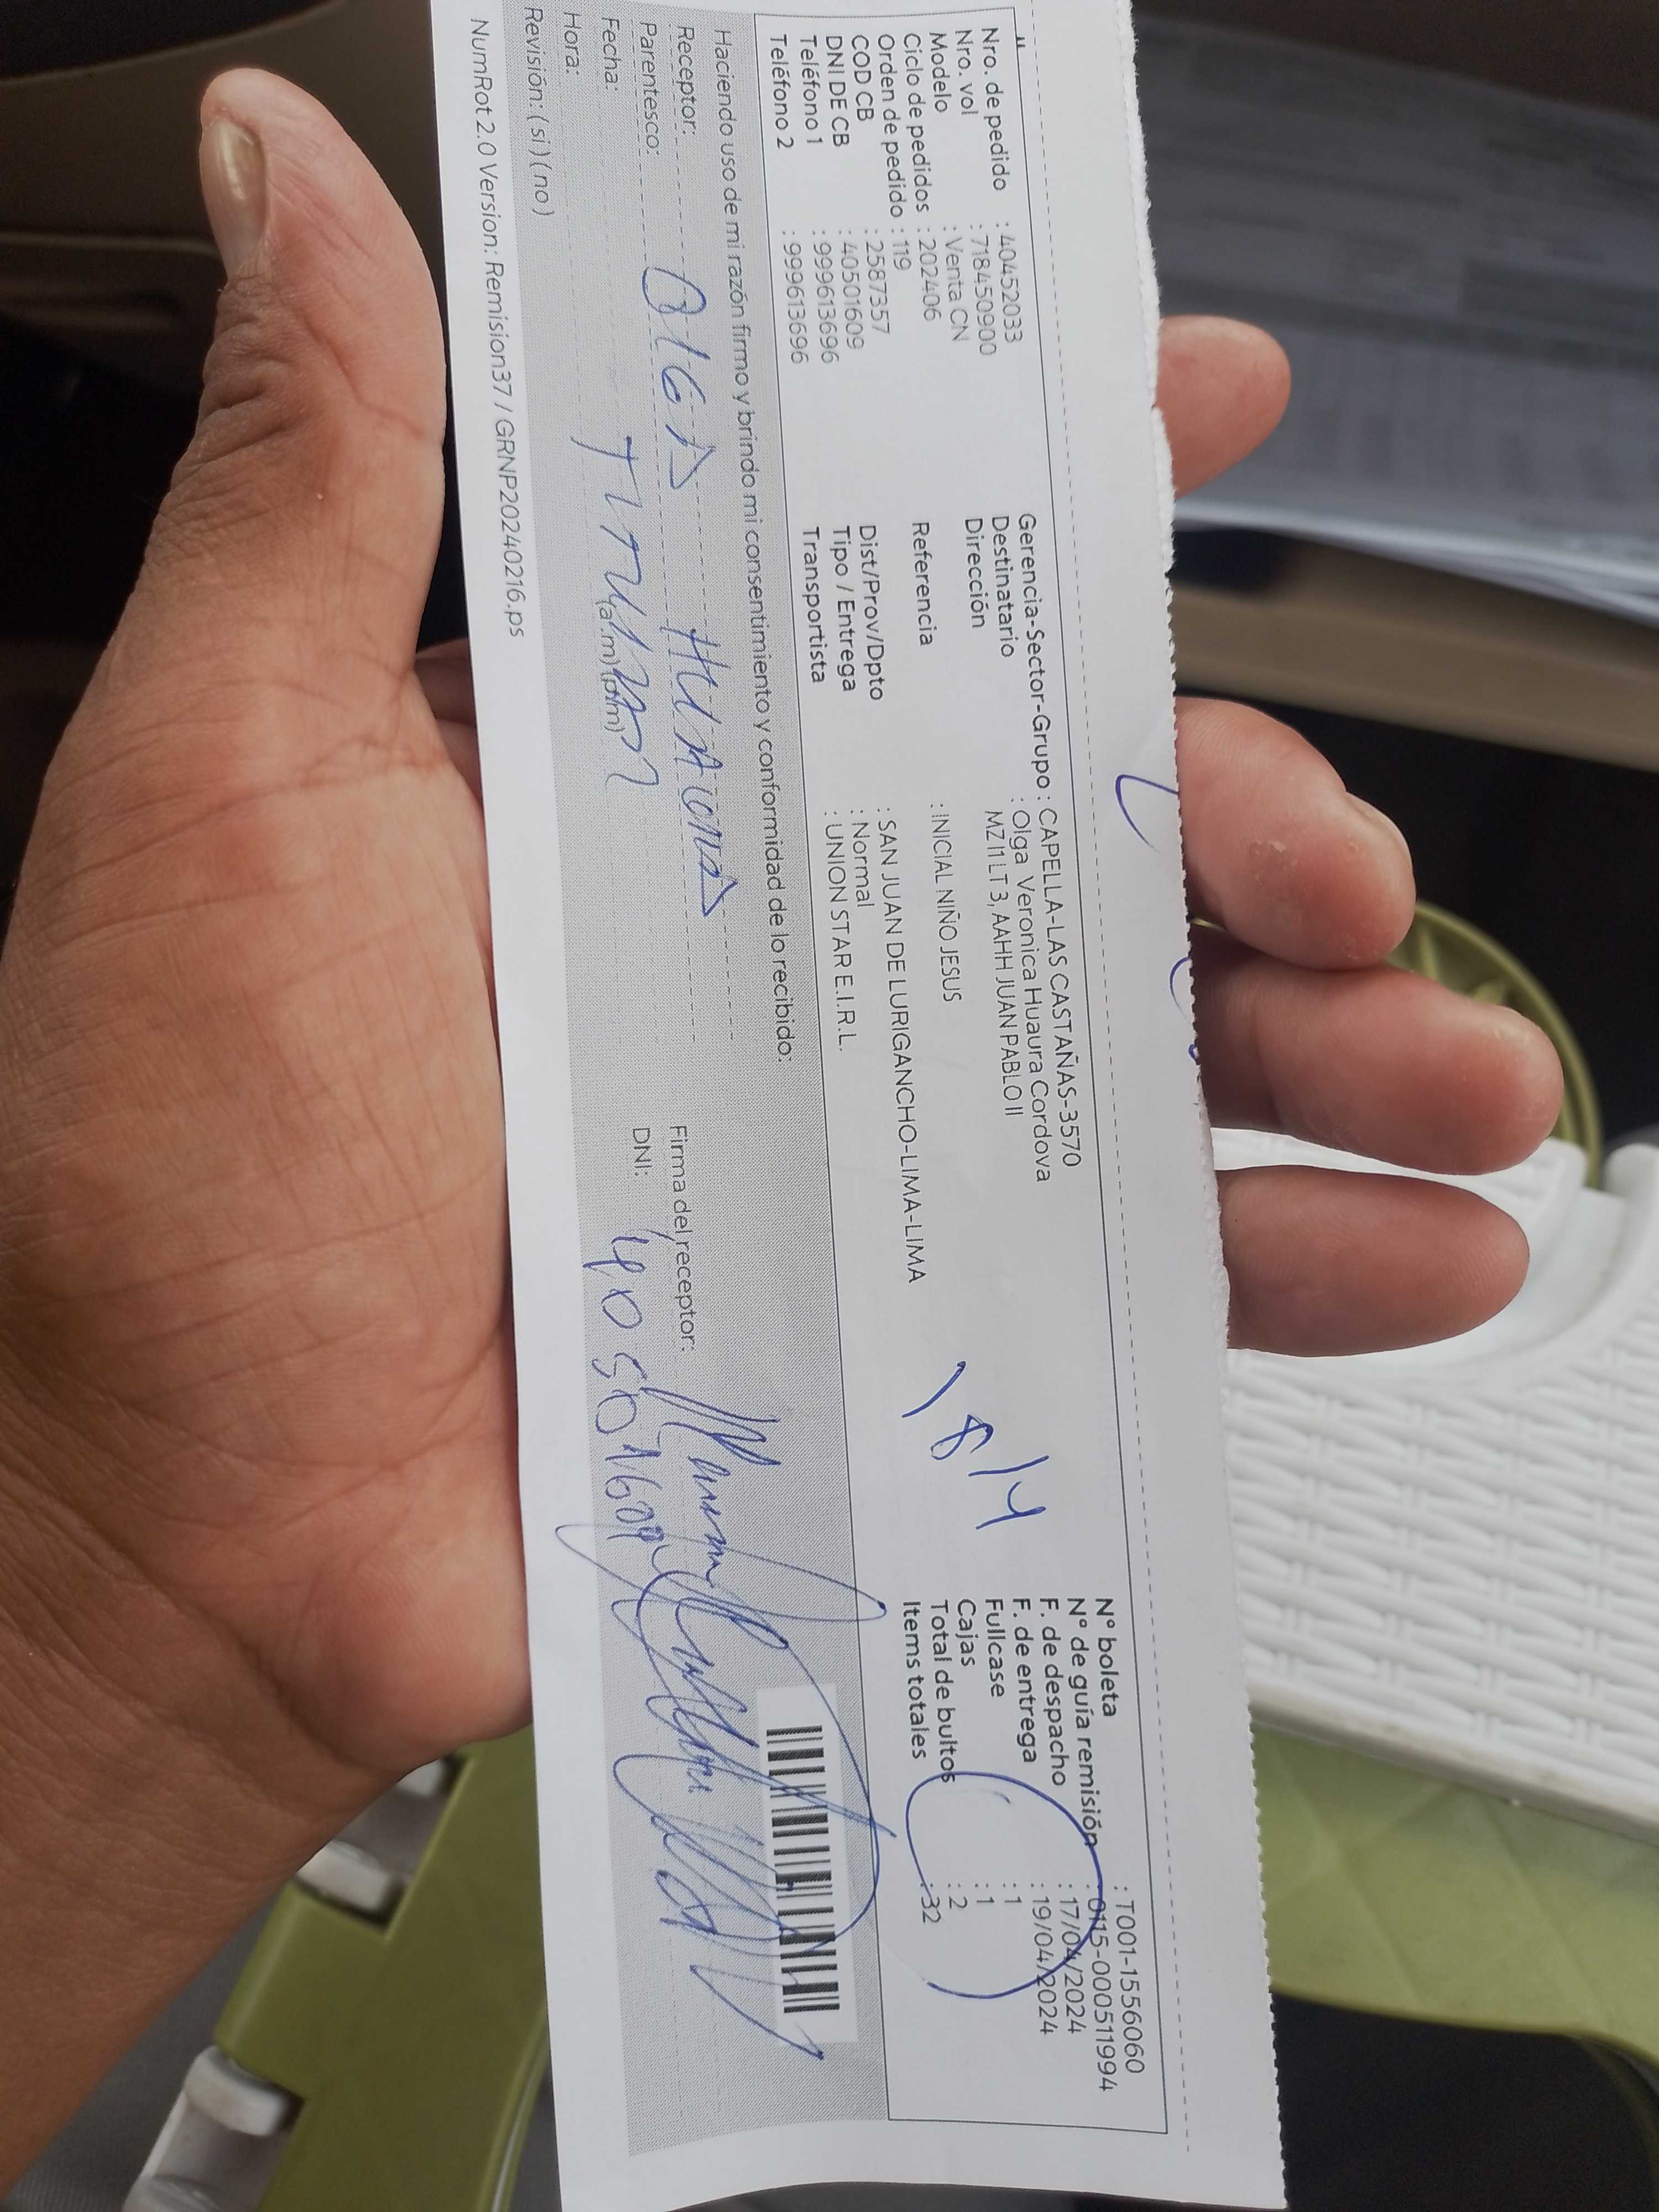 Nro. de pedido : 40452033
Nro. vol : 718450900
Modelo : Venta CN
Ciclo de pedidos : 202406
Orden de pedido : 119
COD CB : 2587357
DNI DE CB : 40501609
Teléfono 1 : 999613696
Teléfono 2 : 999613696
Gerencia-Sector-Grupo : CAPELLA-LAS CASTAÑAS-3570
Destinatario : Olga Veronica Huaura Cordova
Dirección MZ I1 LT 3, AAHH JUAN PABLO II
Referencia : INICIAL NIÑO JESUS
Dist/Prov/Dpto : SAN JUAN DE LURIGANCHO-LIMA-LIMA
Tipo / Entrega : Normal
Transportista : UNION STAR E.I.R.L.
18/4
N° boleta : T001-1556060
N° de guía remisión : 0115-000511994
F. de despacho : 17/04/2024
F. de entrega : 19/04/2024
Fullcase : 1
Cajas : 1
Total de bultos : 2
Items totales : 32
Haciendo uso de mi razón firmo y brindo mi consentimiento y conformidad de lo recibido:
Receptor: Olga Huaura
Parentesco: Titular
Fecha:
Hora: (a.m) (p.m)
Revisión: ( si ) ( no )
Firma del receptor:
DNI: 40501609
NumRot 2.0 Version: Remision37 / GRNP20240216.ps